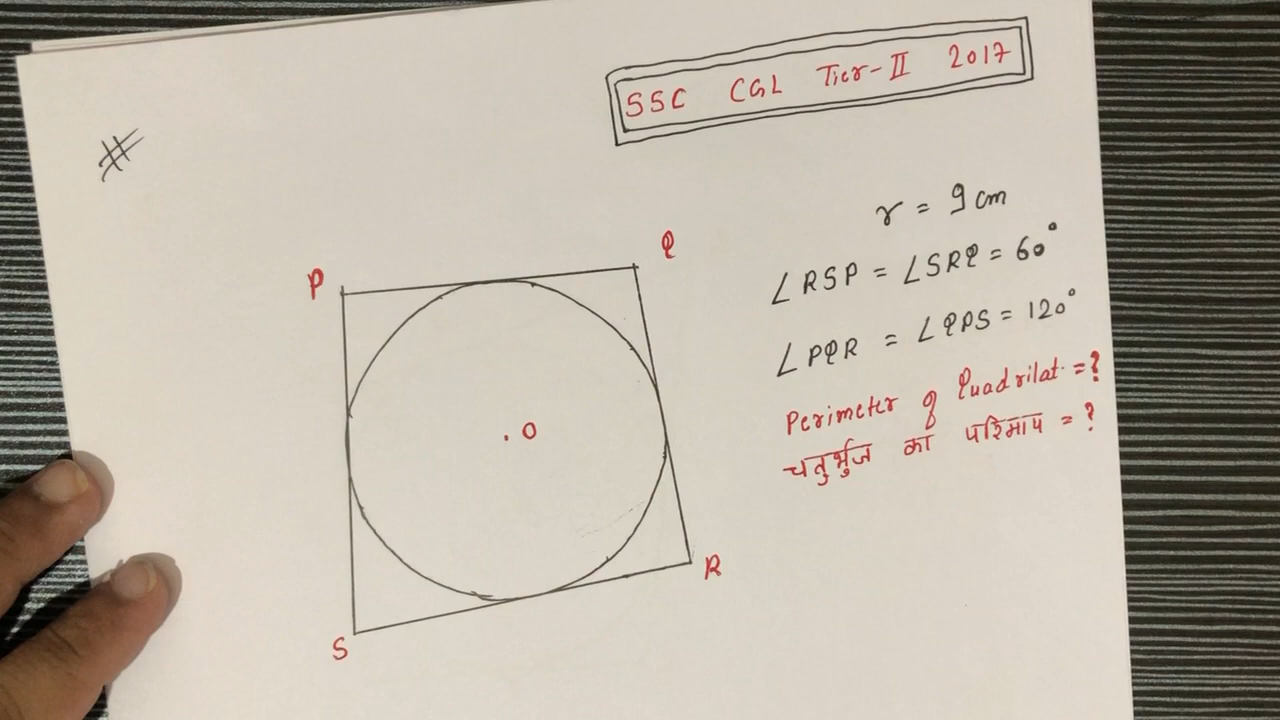 #
SSC CGL Tier-II 2017
r = 9 cm
∠RSP = ∠SRQ = 60°
∠PQR = ∠QPS = 120°
Perimeter of Quadrilat. = ?
चतुर्भुज का परिमाप = ?
P
Q
. O
R
S